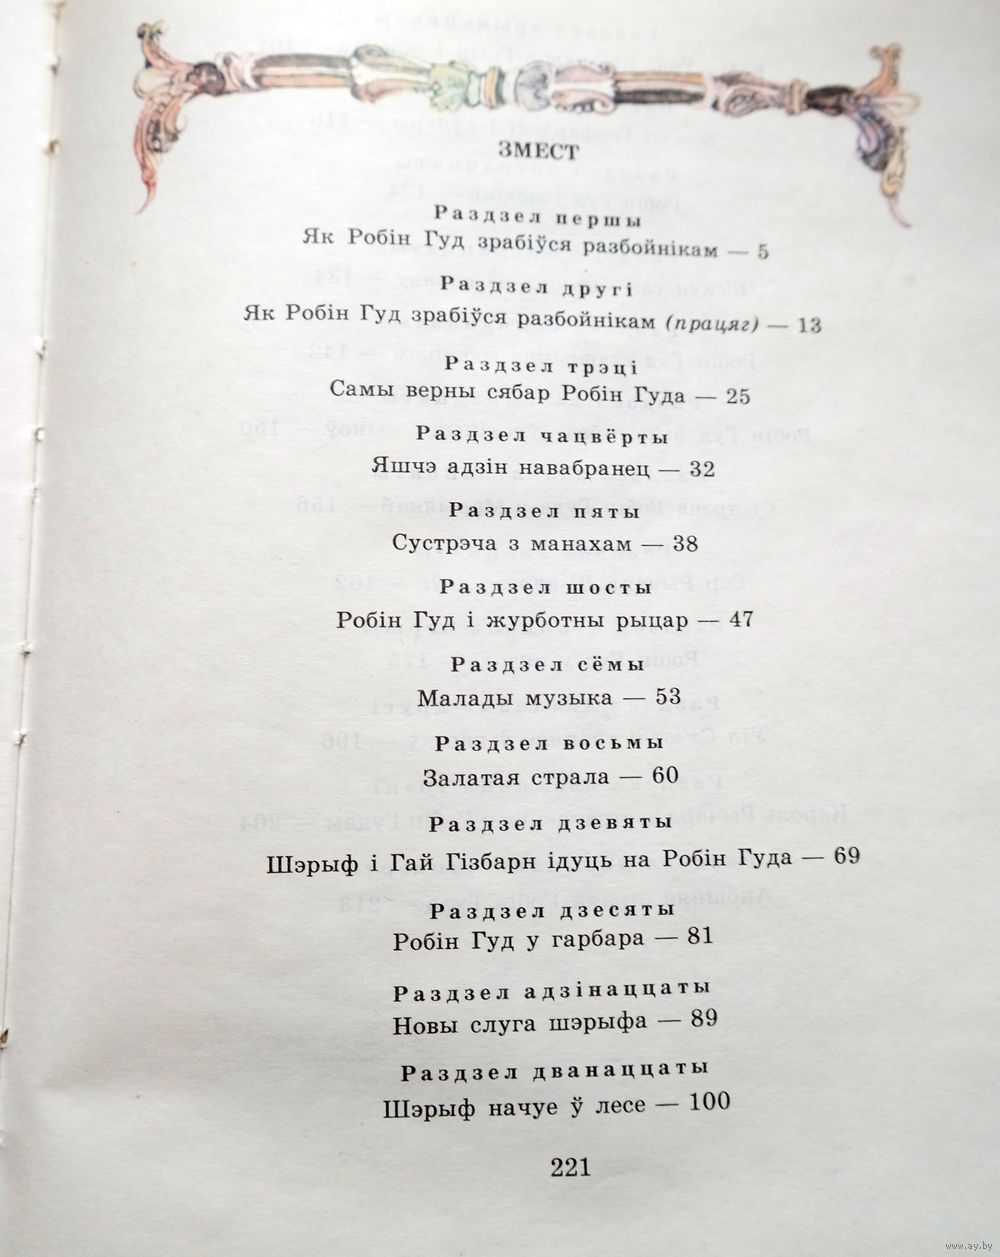 ЗМЕСТ
Раздзел першы
Як Робін Гуд зрабіўся разбойнікам — 5
Раздзел другі
Як Робін Гуд зрабіўся разбойнікам (працяг) — 13
Раздзел трэці
Самы верны сябар Робін Гуда — 25
Раздзел чацвёрты
Яшчэ адзін навабранец — 32
Раздзел пяты
Сустрэча з манахам — 38
Раздзел шосты
Робін Гуд і журботны рыцар — 47
Раздзел сёмы
Малады музыка — 53
Раздзел восьмы
Залатая страла — 60
Раздзел дзевяты
Шэрыф і Гай Гізбарн ідуць на Робін Гуда — 69
Раздзел дзесяты
Робін Гуд у гарбара — 81
Раздзел адзінаццаты
Новы слуга шэрыфа — 89
Раздзел дванаццаты
Шэрыф начуе ў лесе — 100
221
www.ay.by